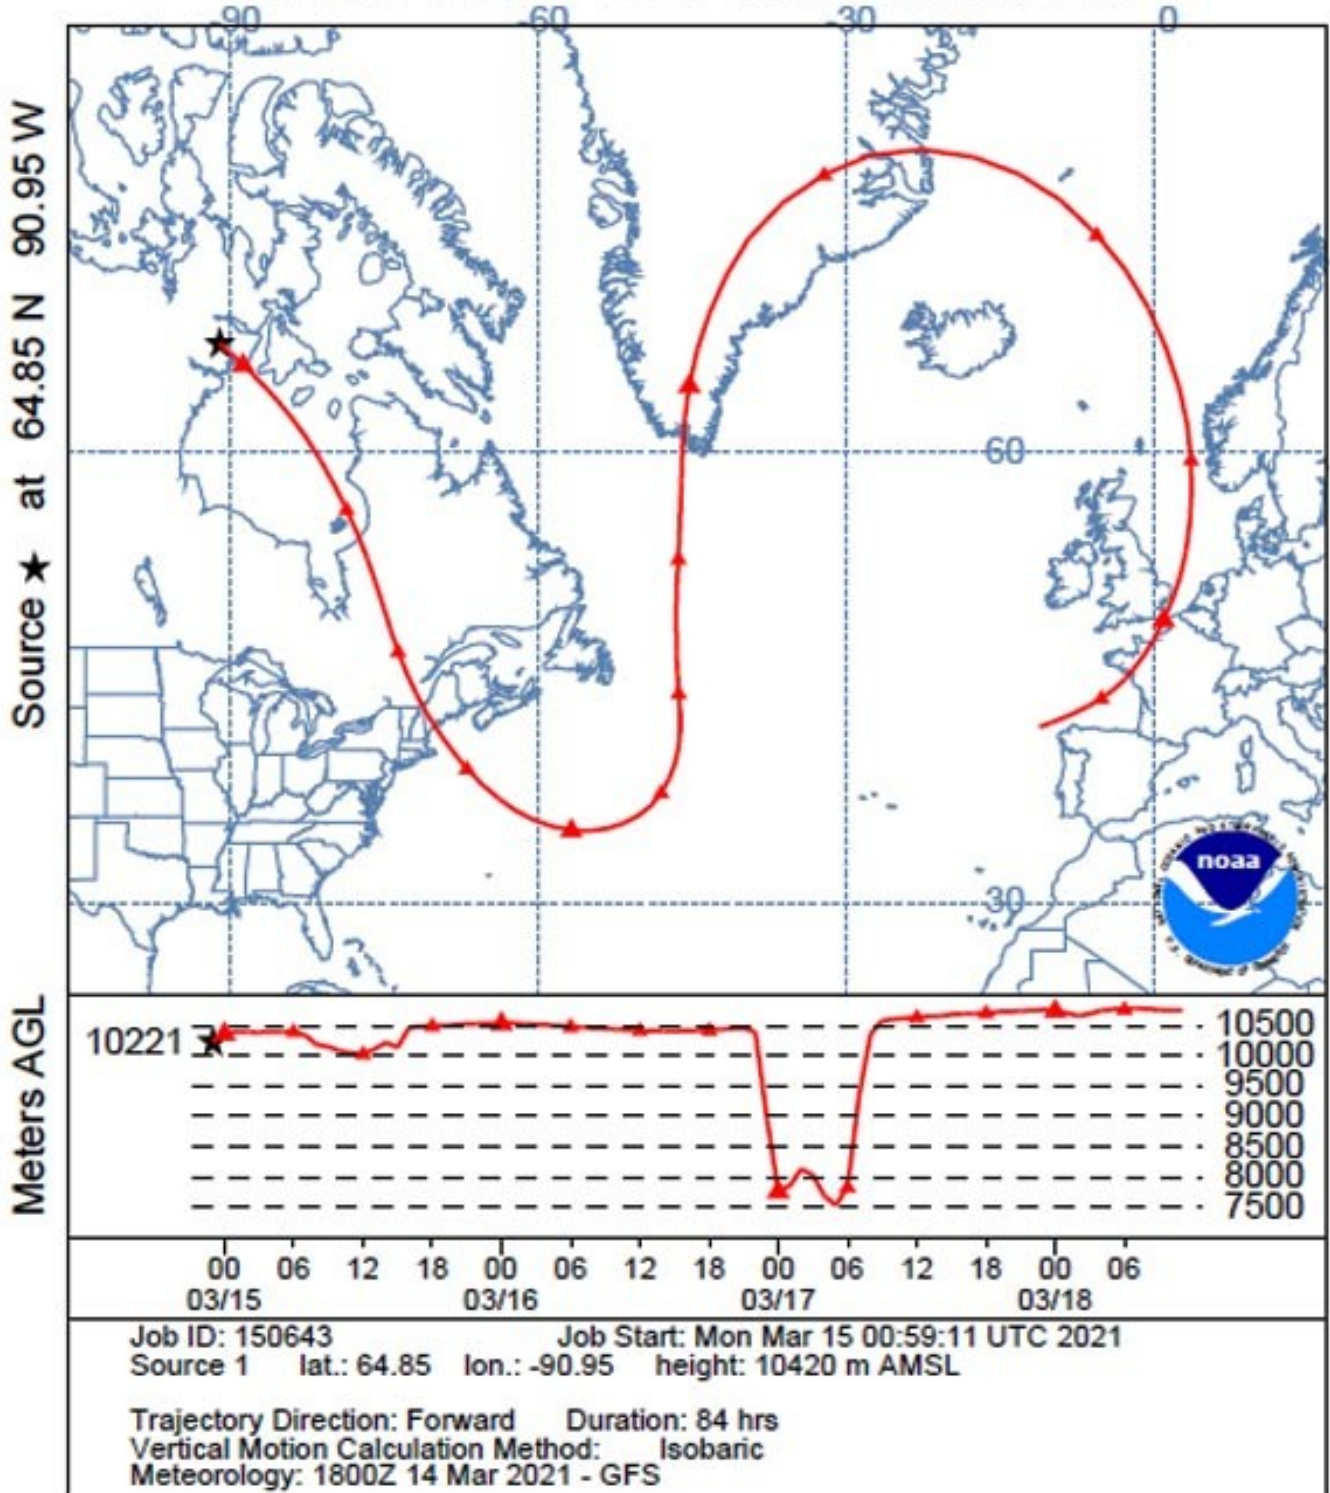 -90 -60 -30 0
Source ★ at 64.85 N 90.95 W
60
30
noaa
Meters AGL
10221
10500
10000
9500
9000
8500
8000
7500
00 06 12 18 00 06 12 18 00 06 12 18 00 06
03/15 03/16 03/17 03/18
Job ID: 150643 Job Start: Mon Mar 15 00:59:11 UTC 2021
Source 1 lat.: 64.85 lon.: -90.95 height: 10420 m AMSL
Trajectory Direction: Forward Duration: 84 hrs
Vertical Motion Calculation Method: Isobaric
Meteorology: 1800Z 14 Mar 2021 - GFS